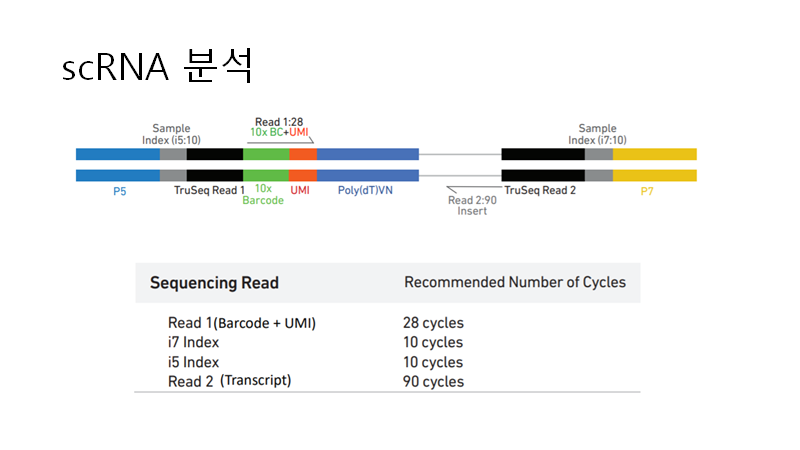 scRNA 분석
Read 1:28
10x BC+UMI
Sample
Index (i5:10)
Sample
Index (i7:10)
P5
TruSeq Read 1
10x
Barcode
UMI
Poly(dT)VN
Read 2:90
Insert
TruSeq Read 2
P7
Sequencing Read Recommended Number of Cycles
Read 1(Barcode + UMI) 28 cycles
i7 Index 10 cycles
i5 Index 10 cycles
Read 2 (Transcript) 90 cycles